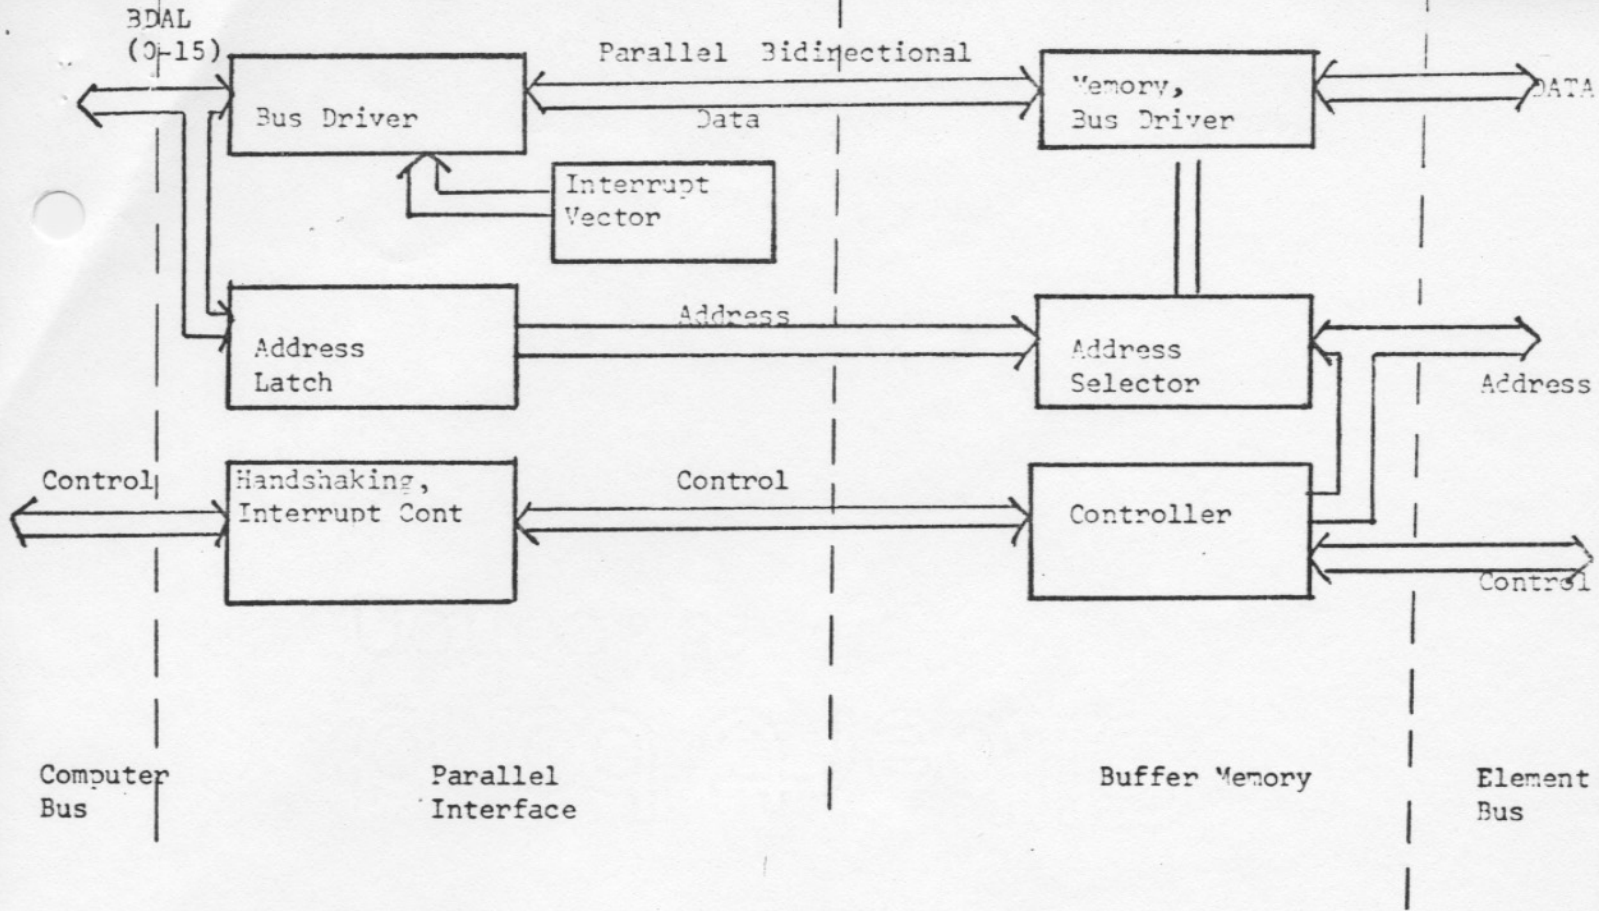 BDAL
(0-15)
Parallel Bidirectional
Data
Bus Driver
Memory,
Bus Driver
DATA
Interrupt
Vector
Address
Latch
Address
Address
Selector
Address
Control
Handshaking,
Interrupt Cont
Control
Controller
Control
Computer
Bus
Parallel
Interface
Buffer Memory
Element
Bus